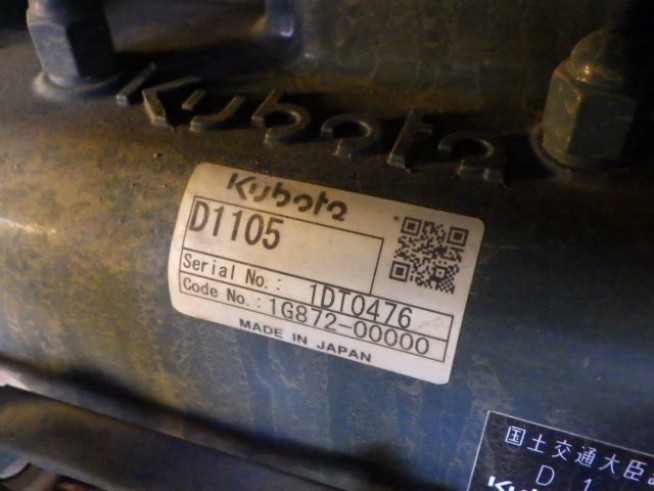 Kubota
Kubota
D1105
Serial No.: 1DT0476
Code No.: 1G872-00000
MADE IN JAPAN
国土交通大臣
D 1